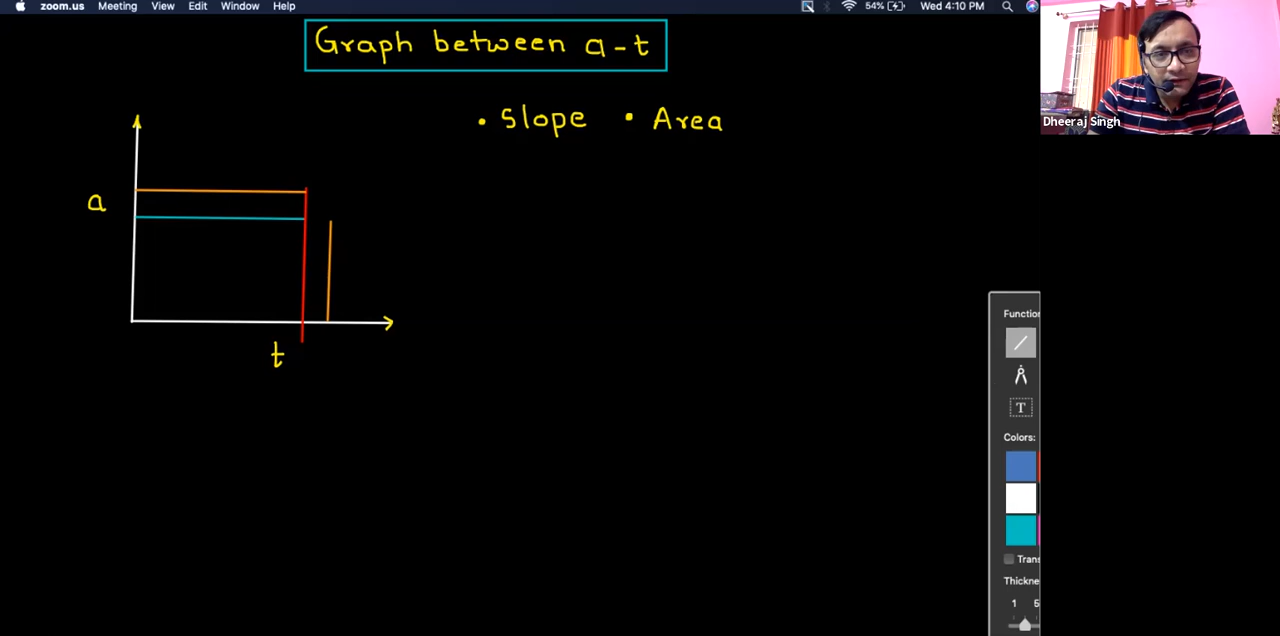 zoom.us Meeting View Edit Window Help 54% Wed 4:10 PM
Graph between a-t
• Slope • Area
a
t
Dheeraj Singh
Function
T
Colors:
Trans
Thickne
1 5